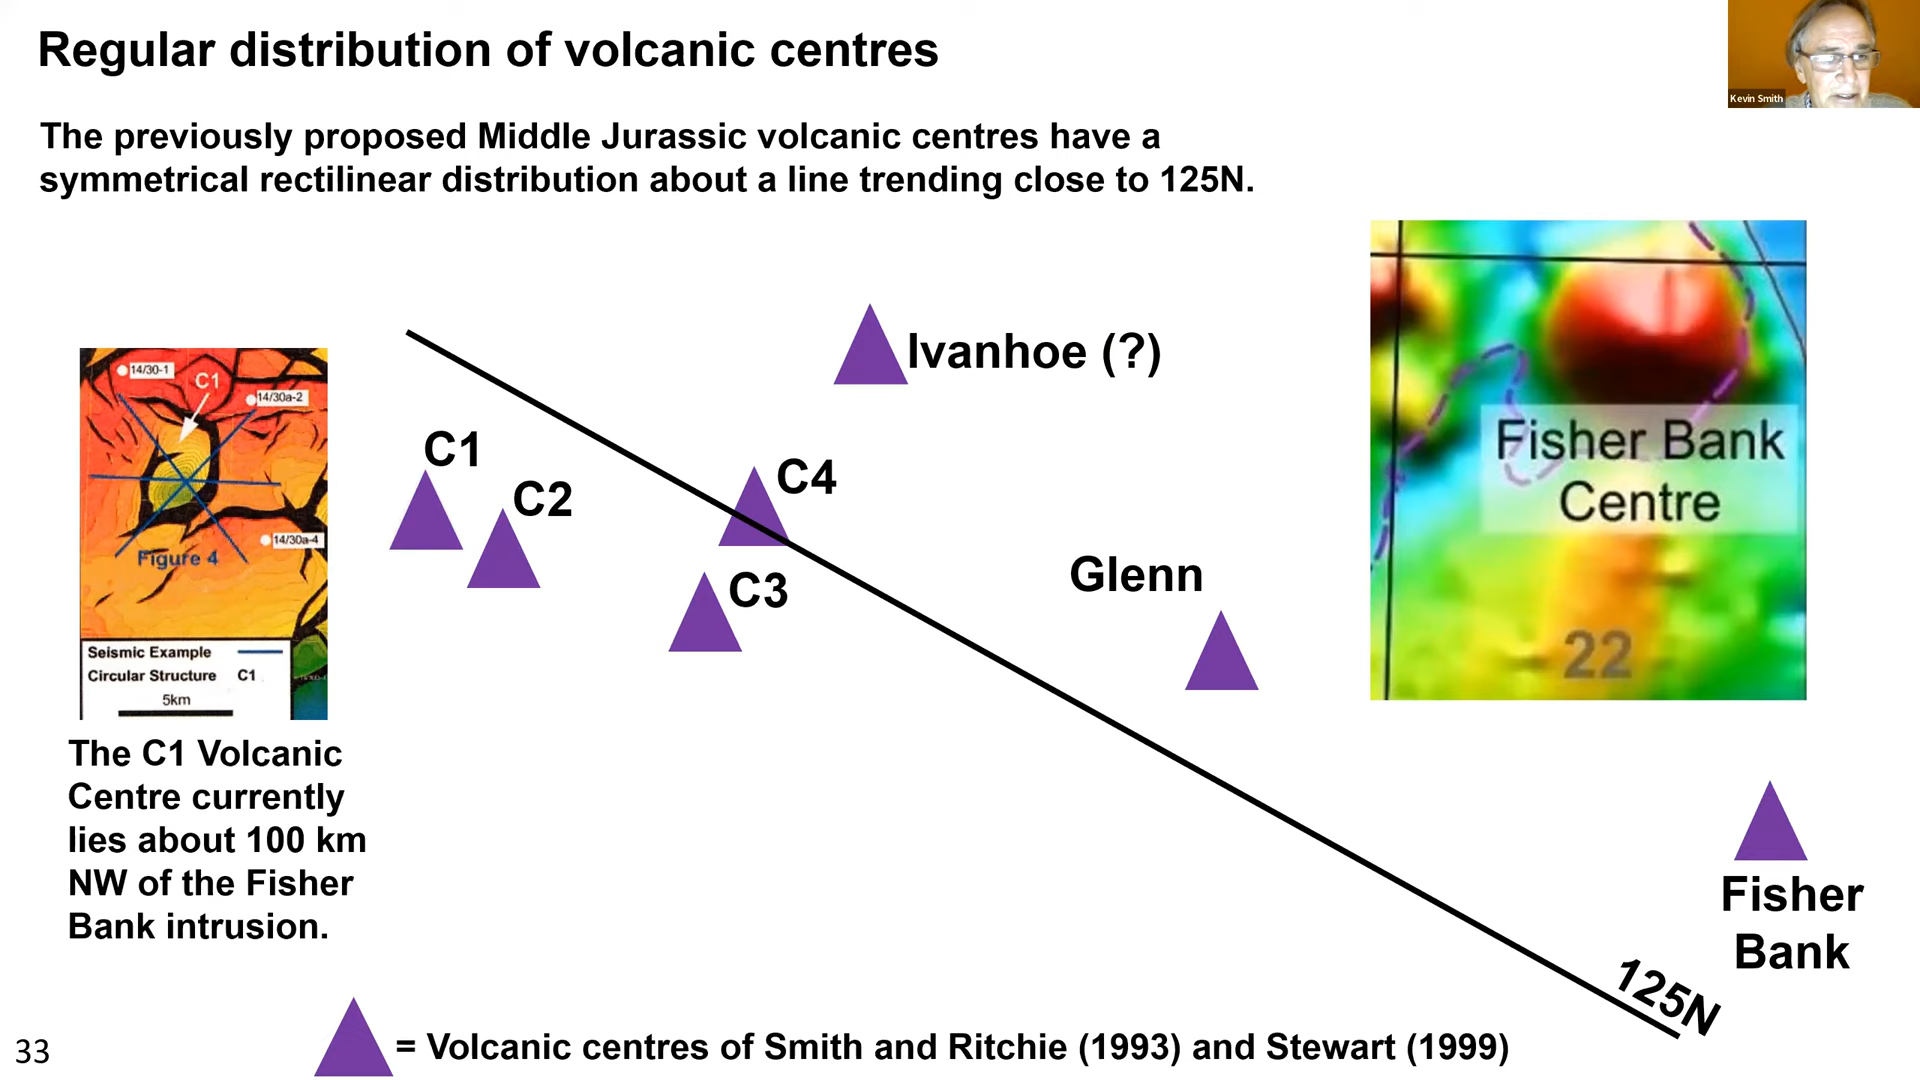 Regular distribution of volcanic centres
Kevin Smith
The previously proposed Middle Jurassic volcanic centres have a
symmetrical rectilinear distribution about a line trending close to 125N.
Ivanhoe (?)
14/30-1
C1
14/30a-2
14/30a-4
Figure 4
Seismic Example
Circular Structure C1
5km
C1
C2
C4
C3
Glenn
Fisher Bank
Centre
22
The C1 Volcanic
Centre currently
lies about 100 km
NW of the Fisher
Bank intrusion.
Fisher
Bank
125N
= Volcanic centres of Smith and Ritchie (1993) and Stewart (1999)
33